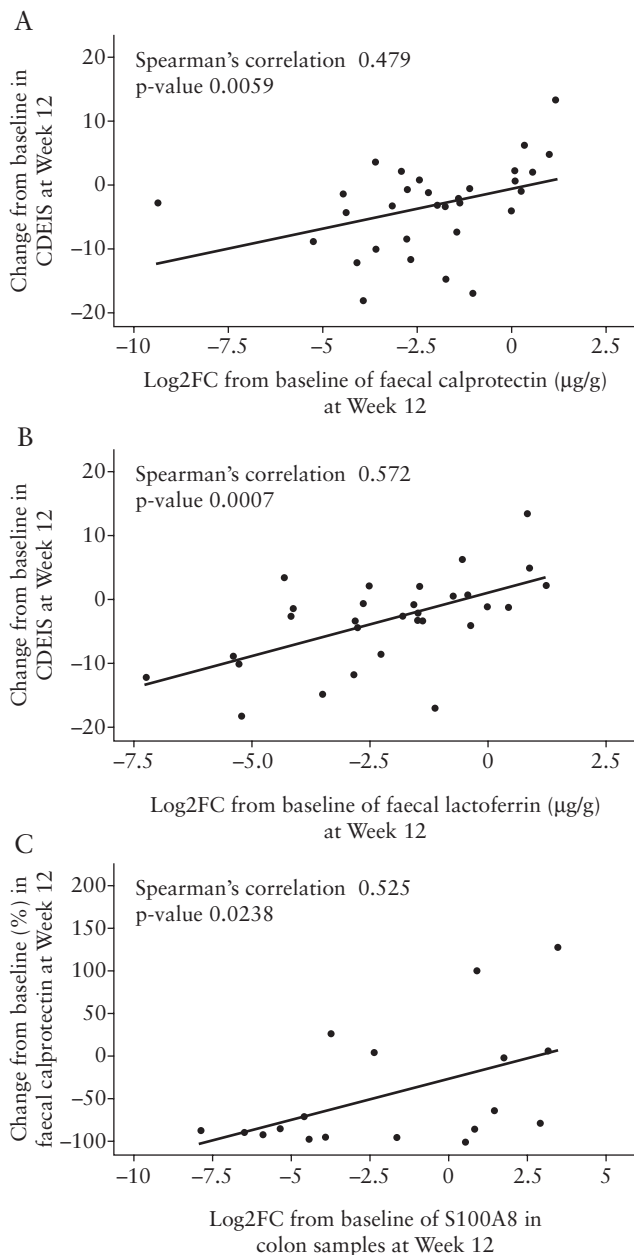 A
Spearman's correlation 0.479
p-value 0.0059
Change from baseline in
CDEIS at Week 12
20
10
0
−10
−20
−10
−7.5
−5
−2.5
0
2.5
Log2FC from baseline of faecal calprotectin (μg/g)
at Week 12
B
Spearman's correlation 0.572
p-value 0.0007
Change from baseline in
CDEIS at Week 12
20
10
0
−10
−20
−7.5
−5.0
−2.5
0
2.5
Log2FC from baseline of faecal lactoferrin (μg/g)
at Week 12
C
Spearman's correlation 0.525
p-value 0.0238
Change from baseline (%) in
faecal calprotectin at Week 12
200
150
100
50
0
−50
−100
−10
−7.5
−5
−2.5
0
2.5
5
Log2FC from baseline of S100A8 in
colon samples at Week 12